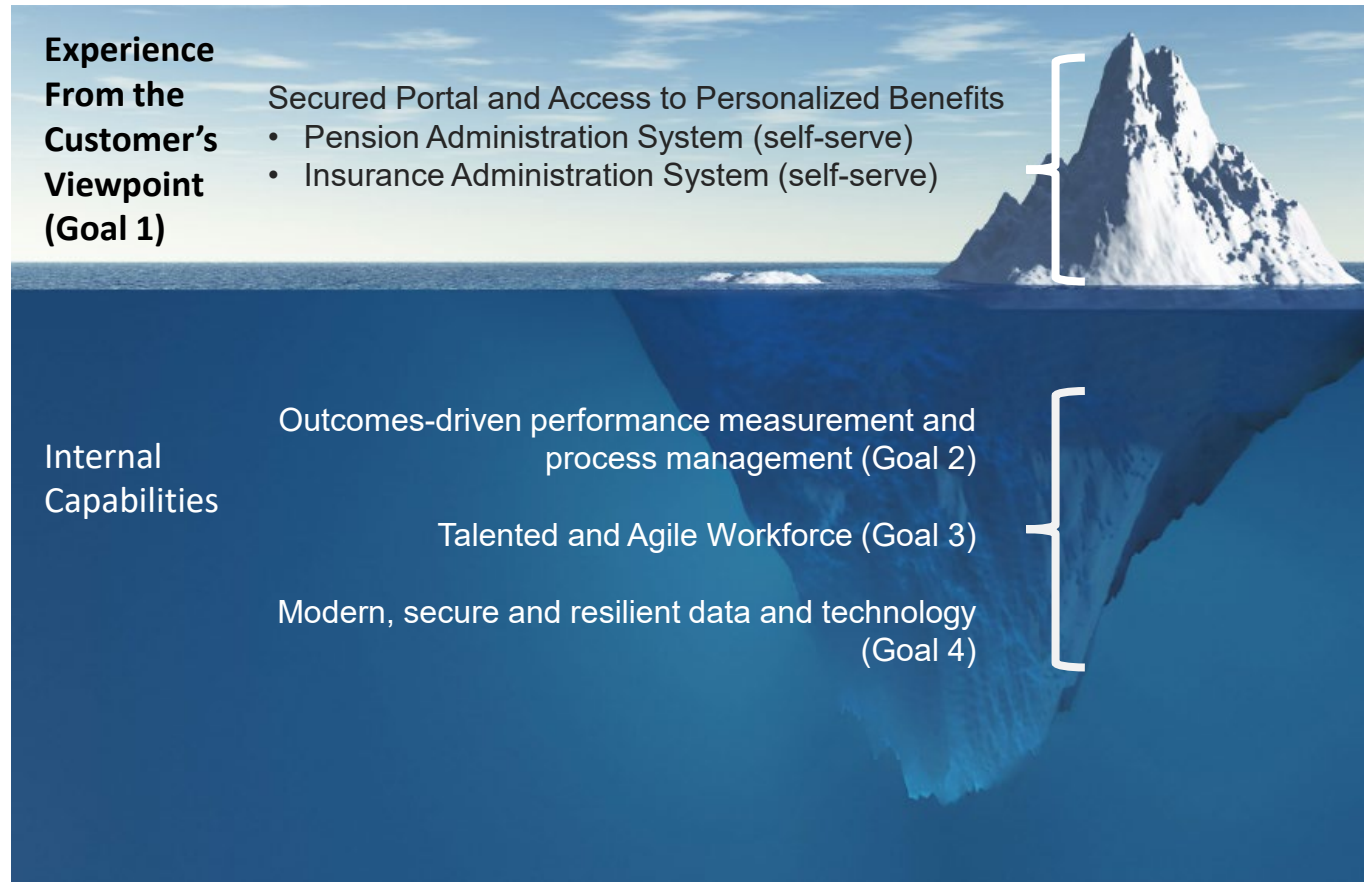 Experience
From the
Customer’s
Viewpoint
(Goal 1)
Secured Portal and Access to Personalized Benefits
• Pension Administration System (self-serve)
• Insurance Administration System (self-serve)
Internal
Capabilities
Outcomes-driven performance measurement and
process management (Goal 2)
Talented and Agile Workforce (Goal 3)
Modern, secure and resilient data and technology
(Goal 4)